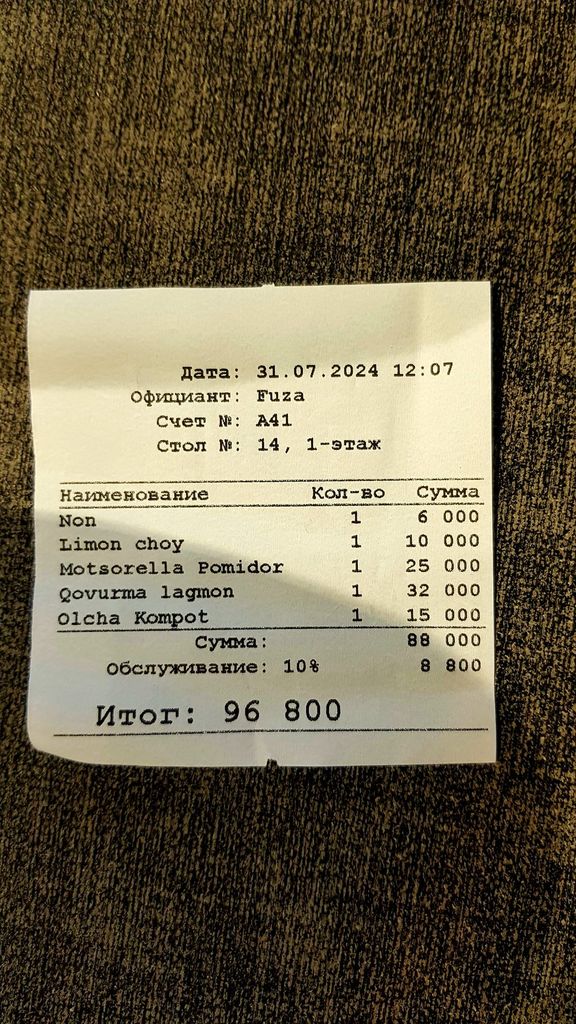 Дата: 31.07.2024 12:07
Официант: Fuza
Счет №: A41
Стол №: 14, 1-этаж
Наименование Кол-во Сумма
Non 1 6 000
Limon choy 1 10 000
Motsorella Pomidor 1 25 000
Qovurma lagmon 1 32 000
Olcha Kompot 1 15 000
Сумма: 88 000
Обслуживание: 10% 8 800
Итог: 96 800